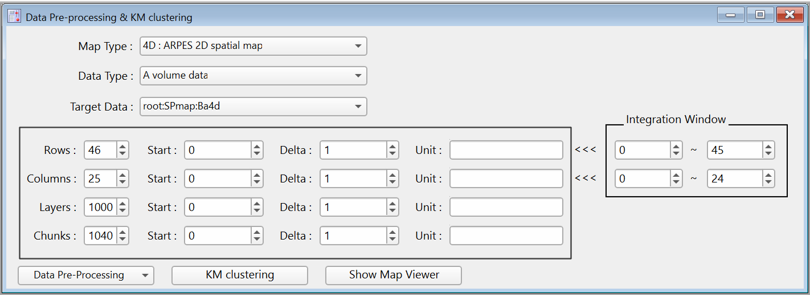 Data Pre-processing & KM clustering
Map Type : 4D : ARPES 2D spatial map
Data Type : A volume data
Target Data : root:SPmap:Ba4d
Integration Window
Rows : 46 Start : 0 Delta : 1 Unit : <<< 0 ~ 45
Columns : 25 Start : 0 Delta : 1 Unit : <<< 0 ~ 24
Layers : 1000 Start : 0 Delta : 1 Unit :
Chunks : 1040 Start : 0 Delta : 1 Unit :
Data Pre-Processing KM clustering Show Map Viewer